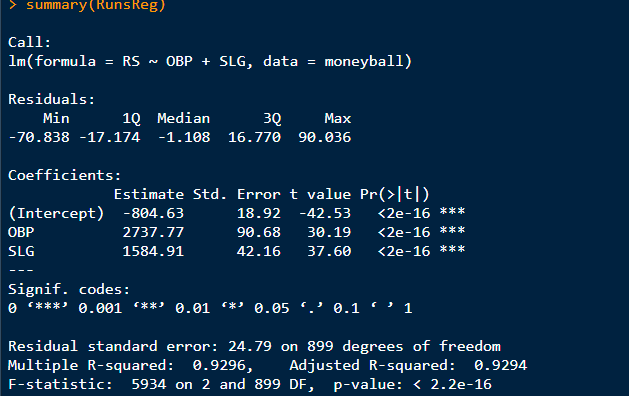 > summary(RunsReg)
Call:
lm(formula = RS ~ OBP + SLG, data = moneyball)
Residuals:
    Min      1Q  Median      3Q     Max
-70.838 -17.174  -1.108  16.770  90.036
Coefficients:
            Estimate Std. Error t value Pr(>|t|)
(Intercept)  -804.63      18.92  -42.53   <2e-16 ***
OBP          2737.77      90.68   30.19   <2e-16 ***
SLG          1584.91      42.16   37.60   <2e-16 ***
---
Signif. codes:
0 ‘***’ 0.001 ‘**’ 0.01 ‘*’ 0.05 ‘.’ 0.1 ‘ ’ 1
Residual standard error: 24.79 on 899 degrees of freedom
Multiple R-squared:  0.9296,    Adjusted R-squared:  0.9294
F-statistic:  5934 on 2 and 899 DF,  p-value: < 2.2e-16